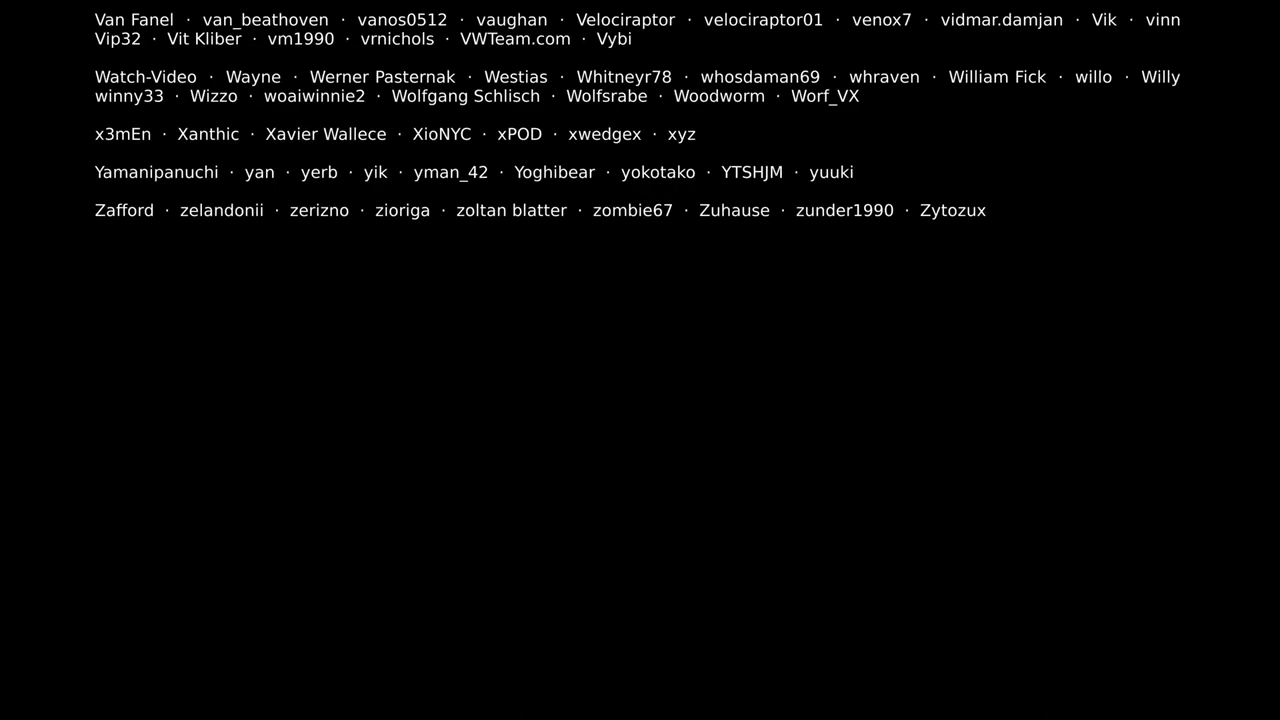 Van Fanel · van_beathoven · vanos0512 · vaughan · Velociraptor · velociraptor01 · venox7 · vidmar.damjan · Vik · vinn
Vip32 · Vit Kliber · vm1990 · vrnichols · VWTeam.com · Vybi
Watch-Video · Wayne · Werner Pasternak · Westias · Whitneyr78 · whosdaman69 · whraven · William Fick · willo · Willy
winny33 · Wizzo · woaiwinnie2 · Wolfgang Schlisch · Wolfsrabe · Woodworm · Worf_VX
x3mEn · Xanthic · Xavier Wallece · XioNYC · xPOD · xwedgex · xyz
Yamanipanuchi · yan · yerb · yik · yman_42 · Yoghibear · yokotako · YTSHJM · yuuki
Zafford · zelandonii · zerizno · zioriga · zoltan blatter · zombie67 · Zuhause · zunder1990 · Zytozux